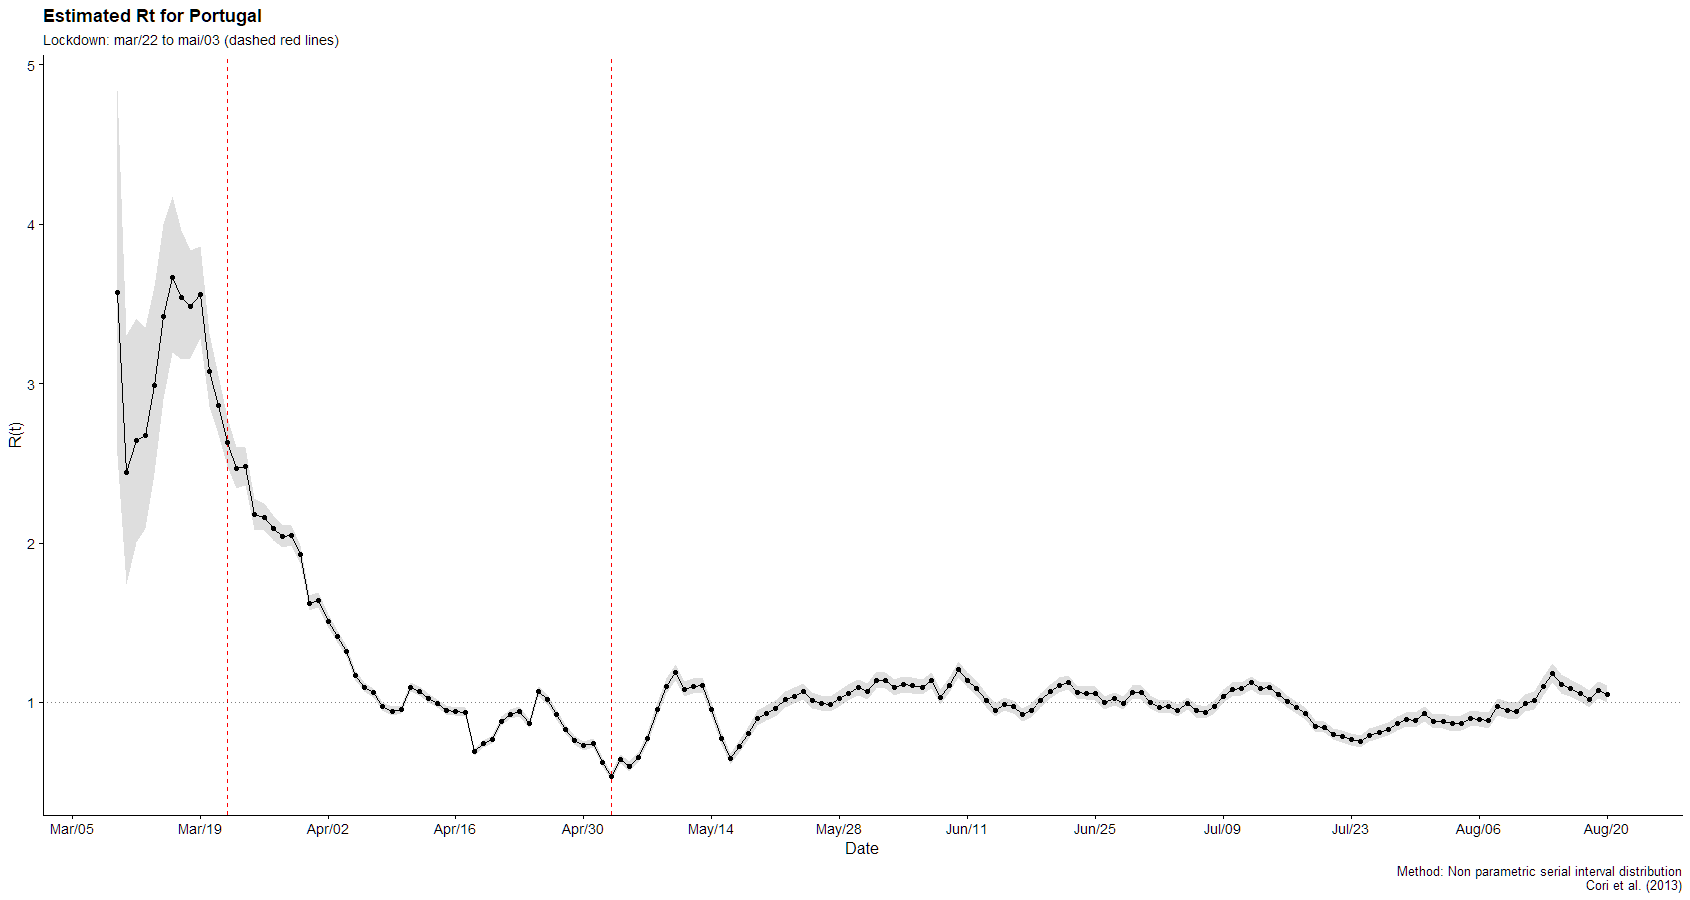 Estimated Rt for Portugal
Lockdown: mar/22 to mai/03 (dashed red lines)
5
4
3
2
1
R(t)
Mar/05 Mar/19 Apr/02 Apr/16 Apr/30 May/14 May/28 Jun/11 Jun/25 Jul/09 Jul/23 Aug/06 Aug/20
Date
Method: Non parametric serial interval distribution
Cori et al. (2013)